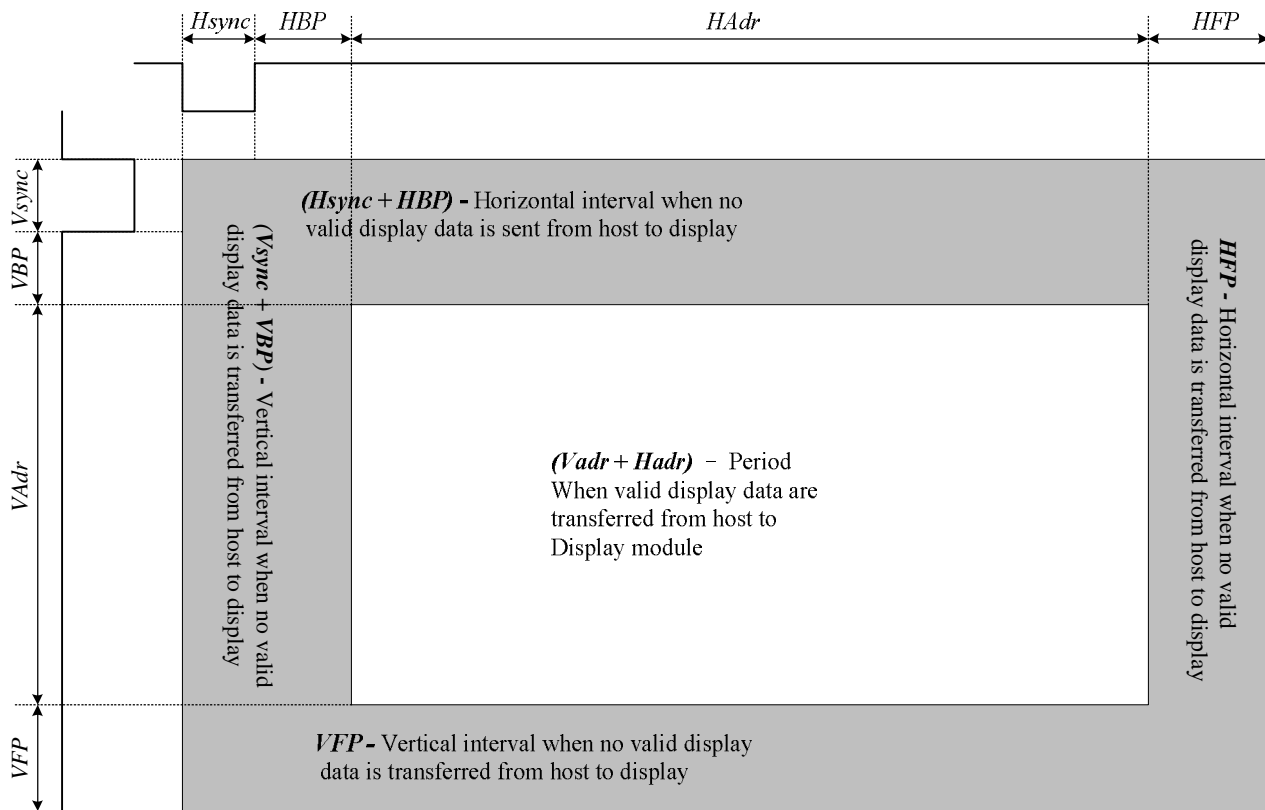 Hsync HBP HAdr HFP
Vsync
VBP
VAdr
VFP
(Hsync + HBP) - Horizontal interval when no
valid display data is sent from host to display
(Vsync + VBP) - Vertical interval when no valid
display data is transferred from host to display
(Vadr + Hadr) – Period
When valid display data are
transferred from host to
Display module
HFP - Horizontal interval when no valid
display data is transferred from host to display
VFP - Vertical interval when no valid display
data is transferred from host to display